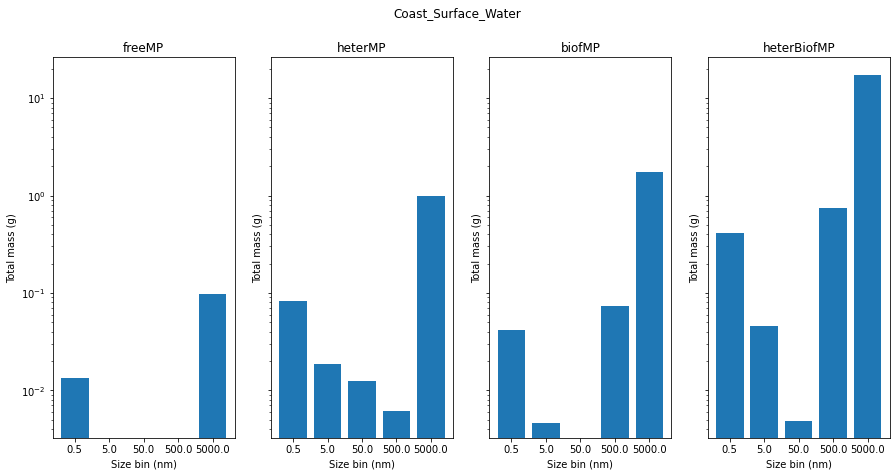 Coast_Surface_Water
freeMP
heterMP
biofMP
heterBiofMP
Total mass (g)
10¹
10⁰
10⁻¹
10⁻²
0.5 5.0 50.0 500.0 5000.0
Size bin (nm)
Total mass (g)
0.5 5.0 50.0 500.0 5000.0
Size bin (nm)
Total mass (g)
0.5 5.0 50.0 500.0 5000.0
Size bin (nm)
Total mass (g)
0.5 5.0 50.0 500.0 5000.0
Size bin (nm)